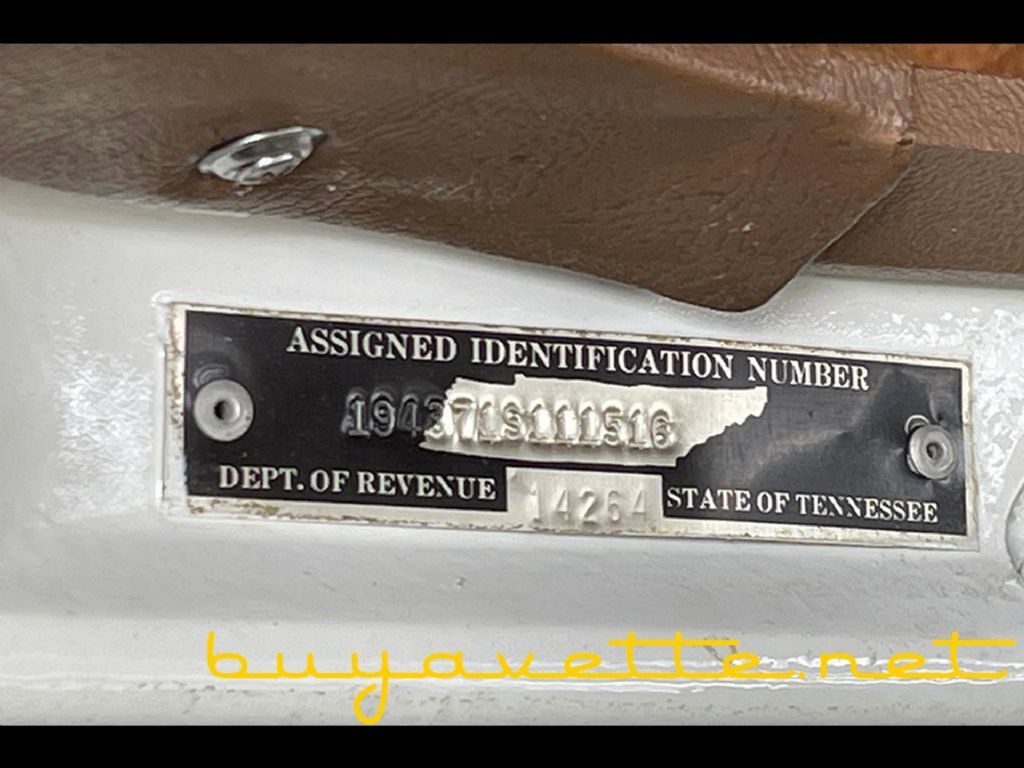 ASSIGNED IDENTIFICATION NUMBER
194371S111516
DEPT. OF REVENUE 14264 STATE OF TENNESSEE
buyavette.net